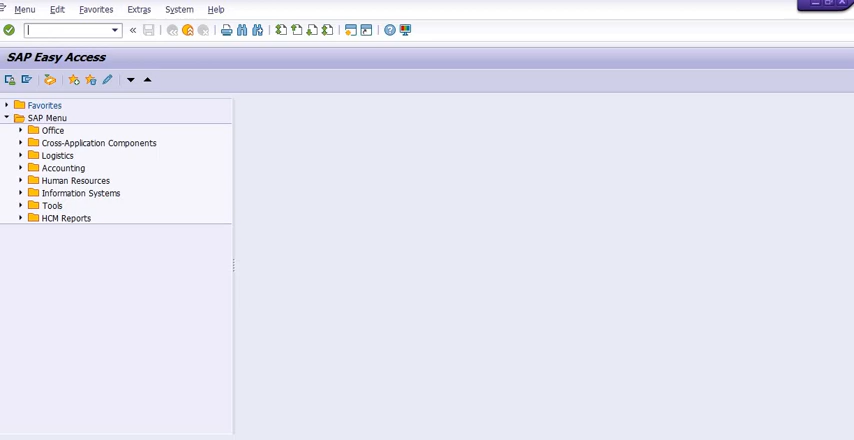 Menu Edit Favorites Extras System Help
SAP Easy Access
Favorites
SAP Menu
Office
Cross-Application Components
Logistics
Accounting
Human Resources
Information Systems
Tools
HCM Reports